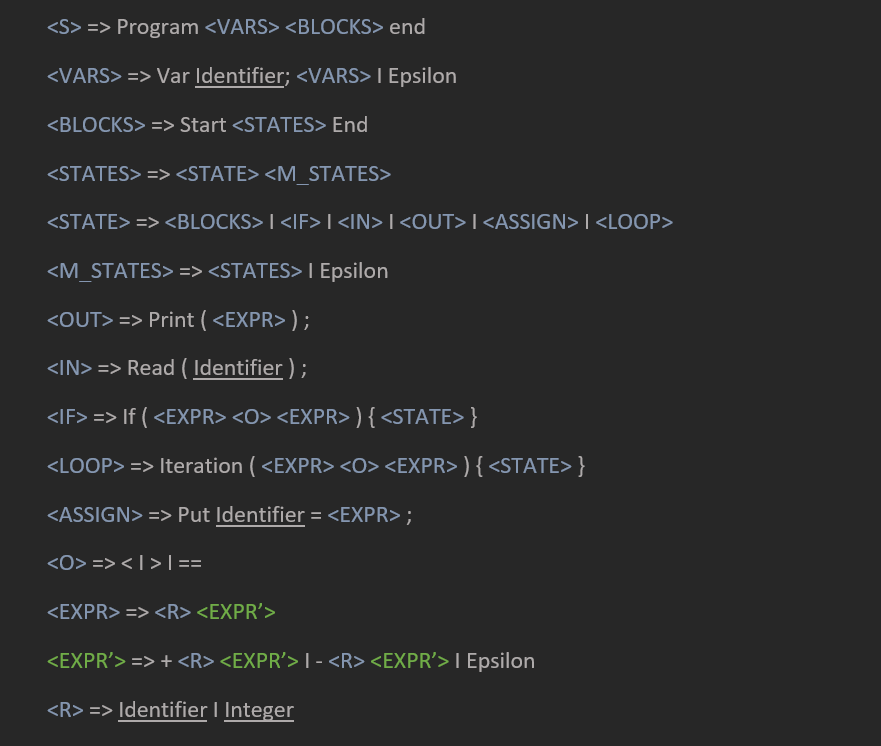 <S> => Program <VARS> <BLOCKS> end
<VARS> => Var Identifier; <VARS> I Epsilon
<BLOCKS> => Start <STATES> End
<STATES> => <STATE> <M_STATES>
<STATE> => <BLOCKS> I <IF> I <IN> I <OUT> I <ASSIGN> I <LOOP>
<M_STATES> => <STATES> I Epsilon
<OUT> => Print ( <EXPR> ) ;
<IN> => Read ( Identifier ) ;
<IF> => If ( <EXPR> <O> <EXPR> ) { <STATE> }
<LOOP> => Iteration ( <EXPR> <O> <EXPR> ) { <STATE> }
<ASSIGN> => Put Identifier = <EXPR> ;
<O> => < I > I ==
<EXPR> => <R> <EXPR’>
<EXPR’> => + <R> <EXPR’> I - <R> <EXPR’> I Epsilon
<R> => Identifier I Integer